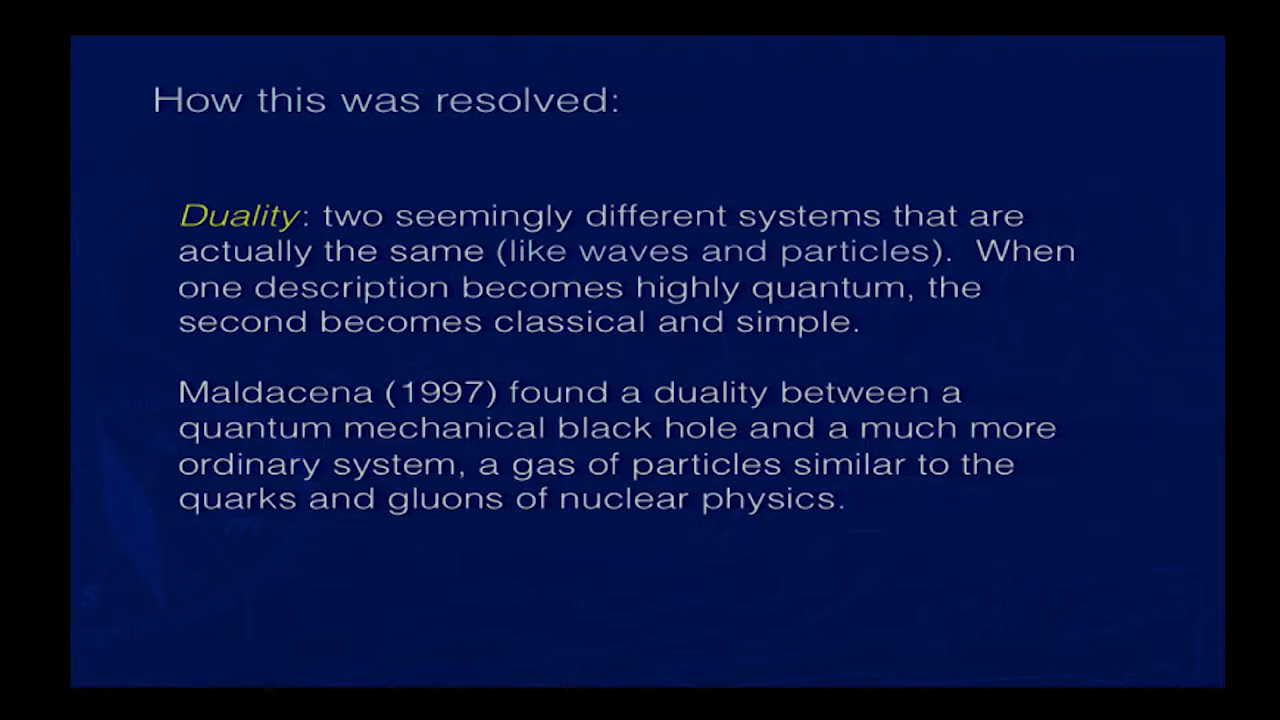 How this was resolved:
Duality: two seemingly different systems that are
actually the same (like waves and particles). When
one description becomes highly quantum, the
second becomes classical and simple.
Maldacena (1997) found a duality between a
quantum mechanical black hole and a much more
ordinary system, a gas of particles similar to the
quarks and gluons of nuclear physics.